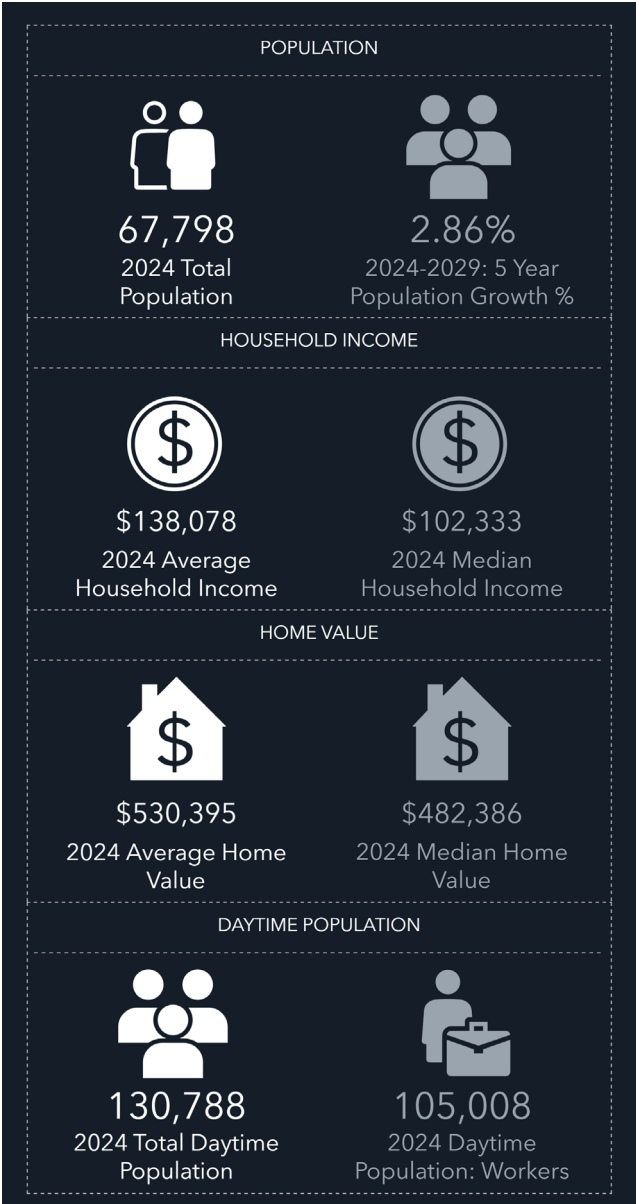 POPULATION
67,798
2024 Total
Population
2.86%
2024-2029: 5 Year
Population Growth %
HOUSEHOLD INCOME
$
$138,078
2024 Average
Household Income
$
$102,333
2024 Median
Household Income
HOME VALUE
$
$530,395
2024 Average Home
Value
$
$482,386
2024 Median Home
Value
DAYTIME POPULATION
130,788
2024 Total Daytime
Population
105,008
2024 Daytime
Population: Workers